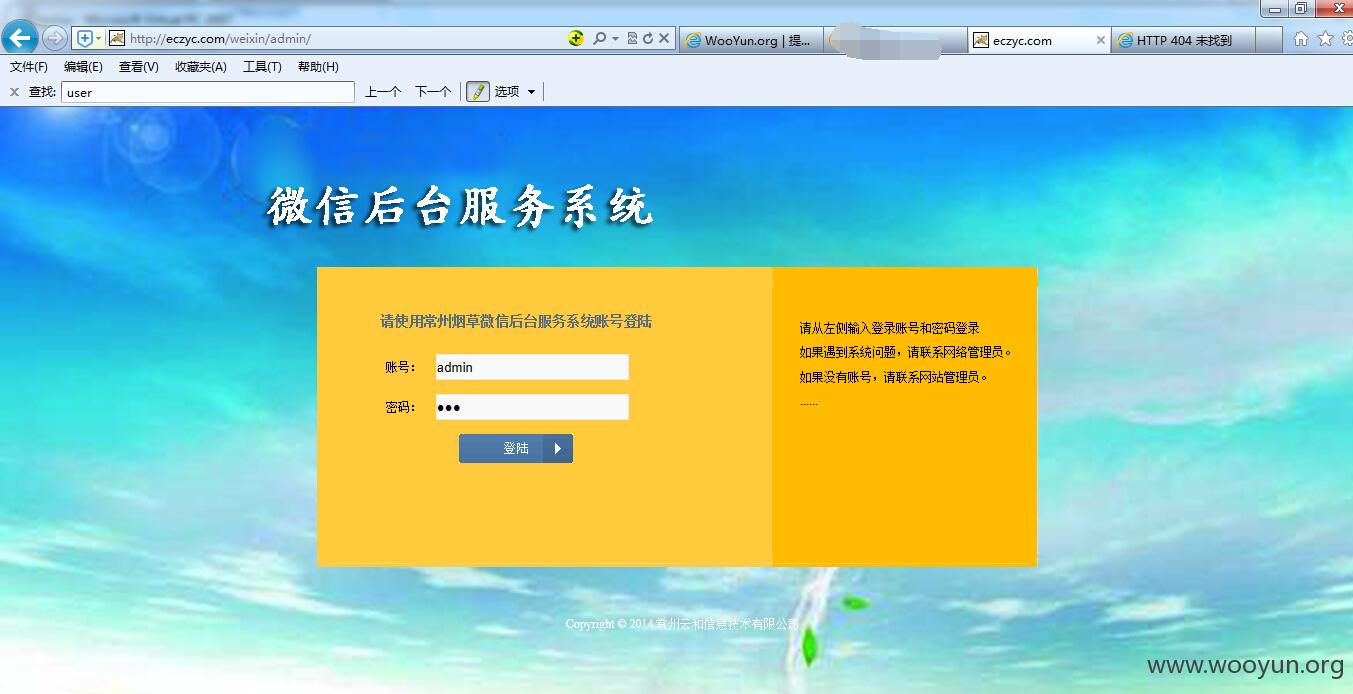 http://eczyc.com/weixin/admin/
WooYun.org | 提...
eczyc.com
HTTP 404 未找到
文件(F) 编辑(E) 查看(V) 收藏夹(A) 工具(T) 帮助(H)
查找: user 上一个 下一个 选项
微信后台服务系统
请使用常州烟草微信后台服务系统账号登陆
账号： admin
密码： ●●●
登陆
请从左侧输入登录账号和密码登录
如果遇到系统问题，请联系网络管理员。
如果没有账号，请联系网站管理员。
......
Copyright © 2014 常州云和信息技术有限公司
www.wooyun.org